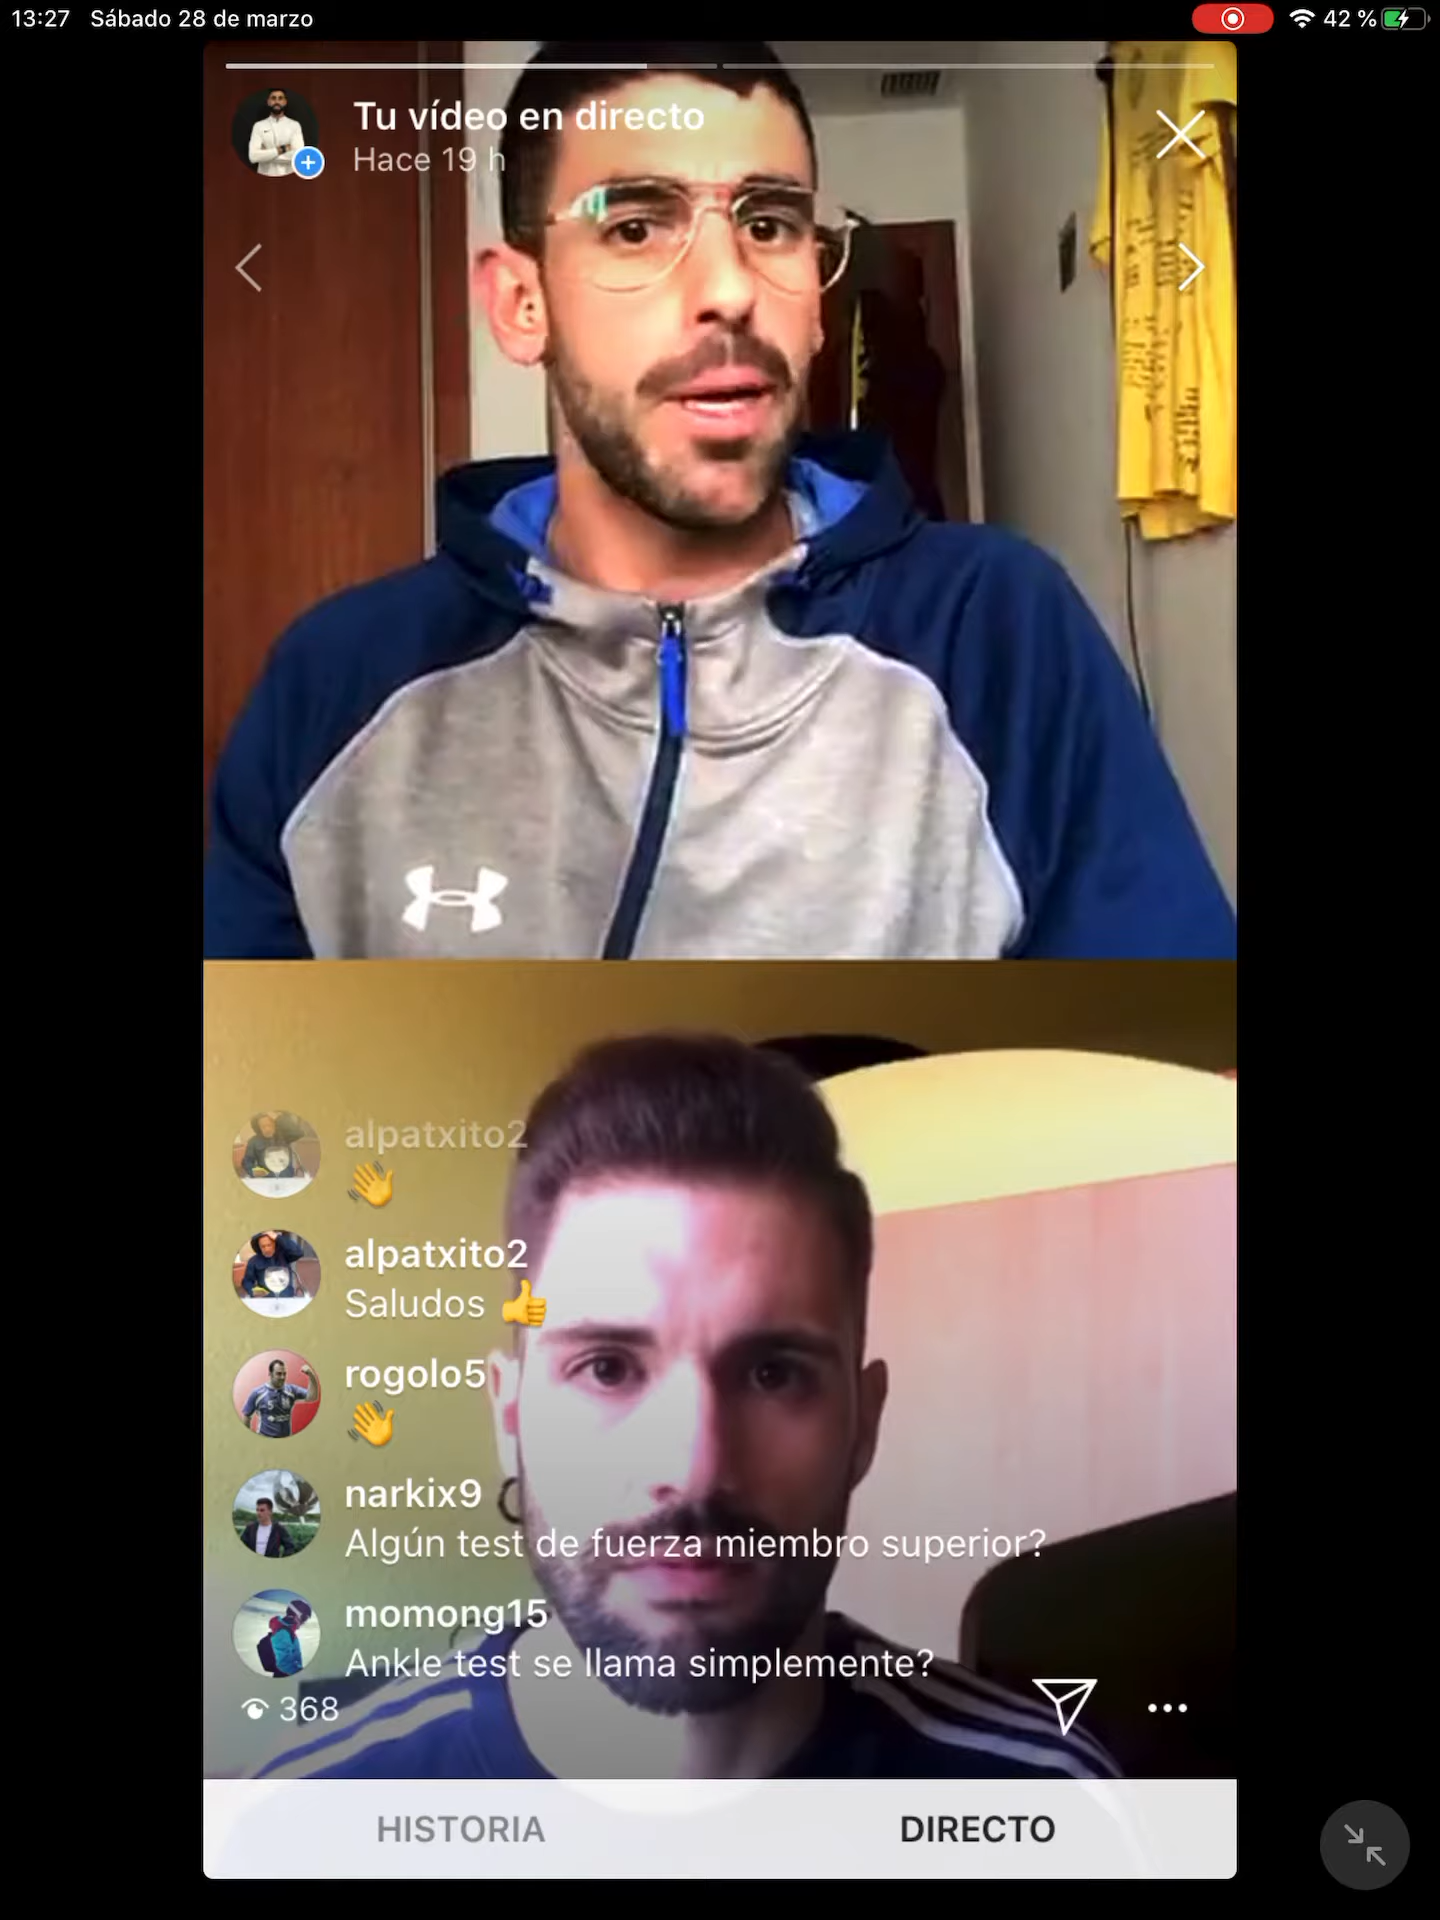 13:27 Sábado 28 de marzo
42 %
Tu vídeo en directo
Hace 19 h
alpatxito2
👋
alpatxito2
Saludos 👍
rogolo5
👋
narkix9
Algún test de fuerza miembro superior?
momong15
Ankle test se llama simplemente?
368
HISTORIA
DIRECTO